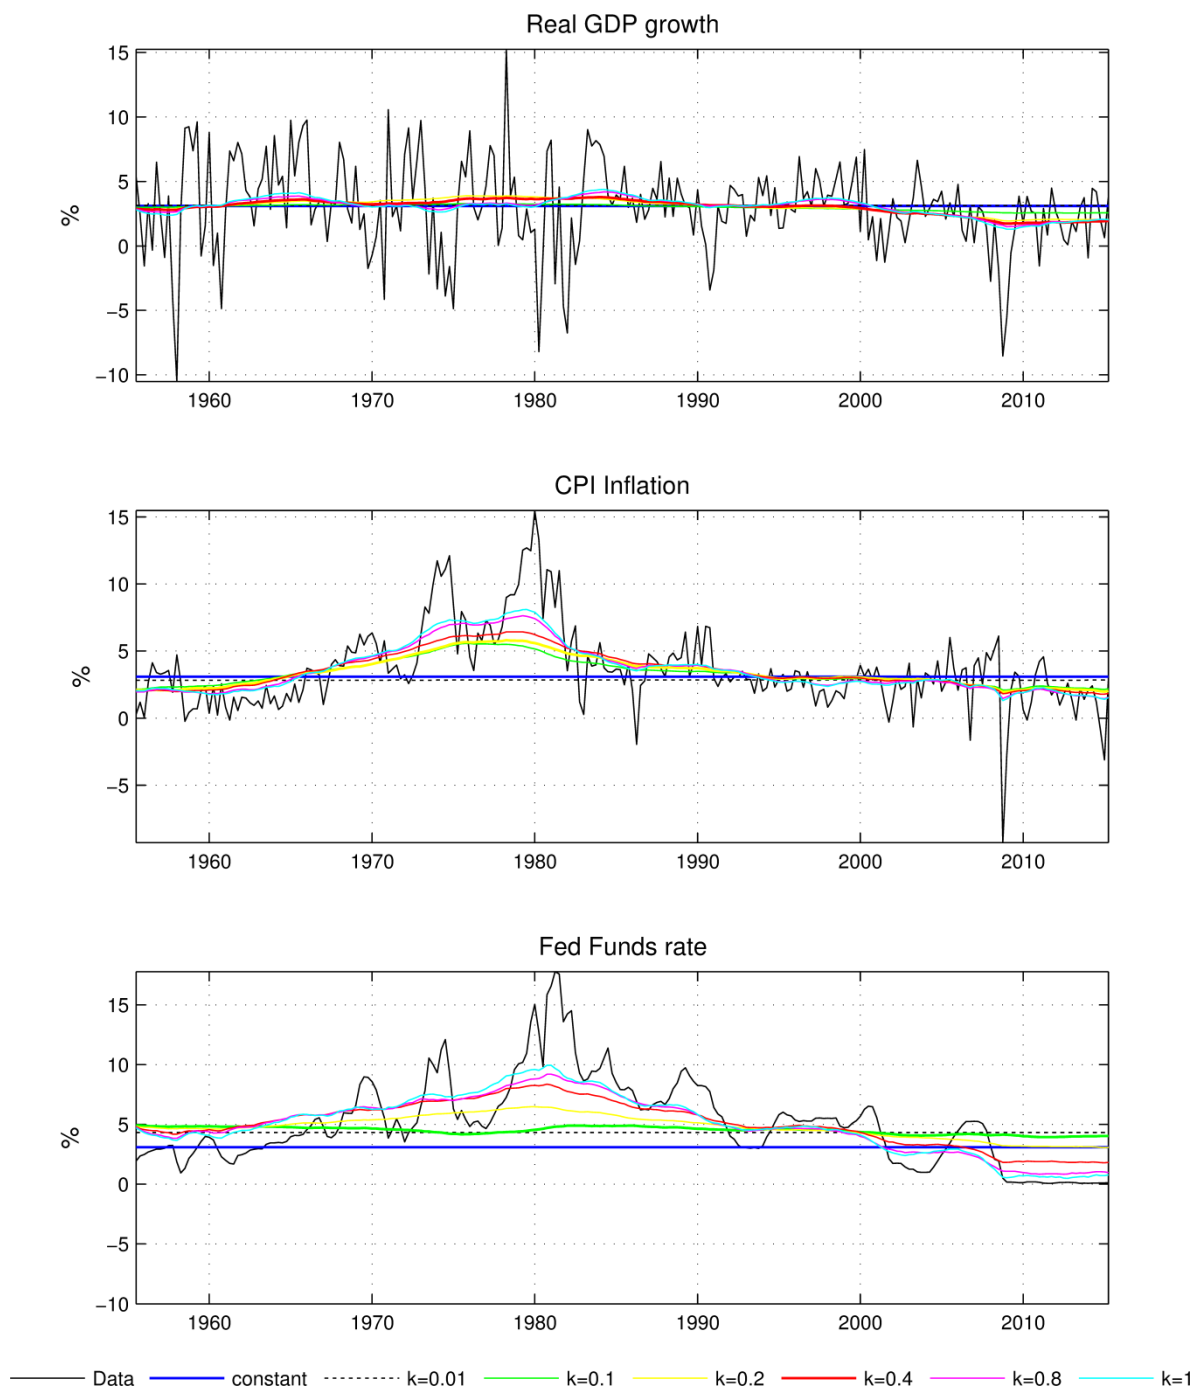 Real GDP growth
15
10
5
0
−5
−10
%
1960 1970 1980 1990 2000 2010
CPI Inflation
15
10
5
0
−5
%
1960 1970 1980 1990 2000 2010
Fed Funds rate
15
10
5
0
−5
−10
%
1960 1970 1980 1990 2000 2010
Data constant k=0.01 k=0.1 k=0.2 k=0.4 k=0.8 k=1